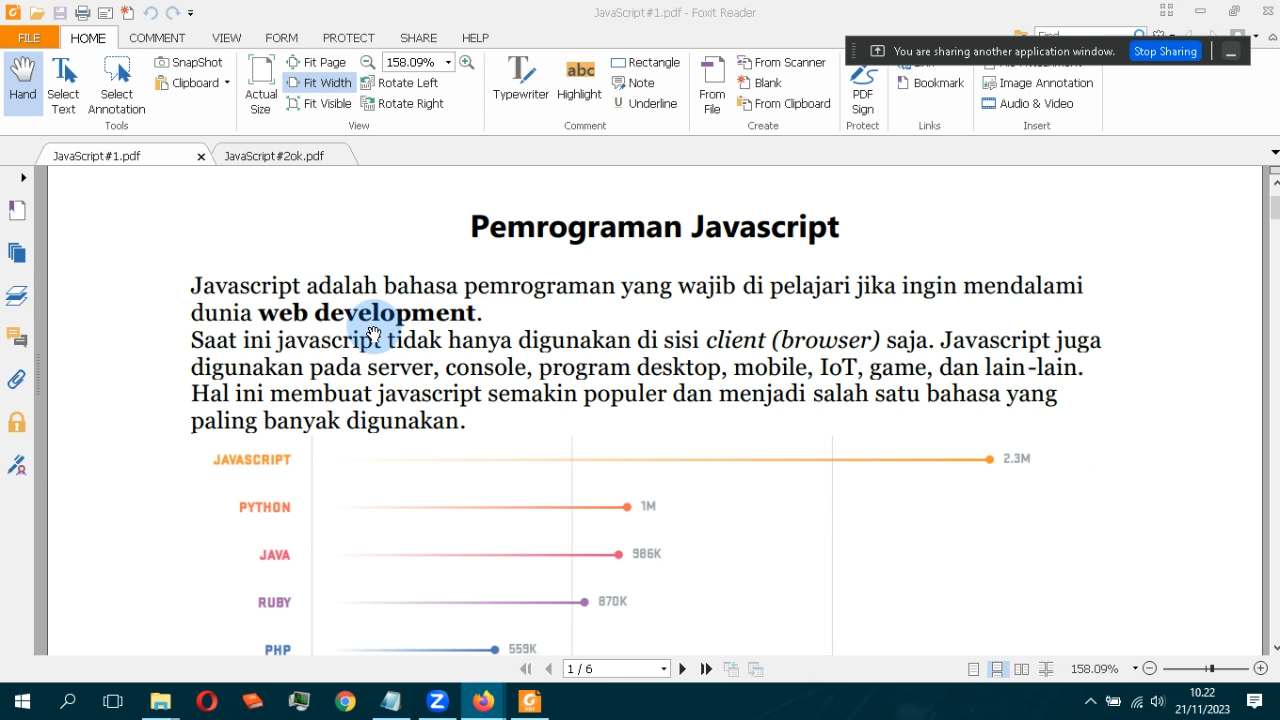 JavaScript#1.pdf - Foxit Reader
FILE HOME COMMENT VIEW FORM PROTECT SHARE HELP
Find
You are sharing another application window. Stop Sharing
Hand
Select Text
Select Annotation
SnapShot
Clipboard
Tools
Actual Size
Fit Page
Fit Width
Fit Visible
158.09%
Rotate Left
Rotate Right
View
Typewriter
Highlight
Rectangle
Note
Underline
Comment
From File
From Scanner
Blank
From Clipboard
Create
PDF Sign
Protect
Bookmark
Links
Image Annotation
Audio & Video
Insert
JavaScript#1.pdf
JavaScript#2ok.pdf
Pemrograman Javascript
Javascript adalah bahasa pemrograman yang wajib di pelajari jika ingin mendalami
dunia web development.
Saat ini javascript tidak hanya digunakan di sisi client (browser) saja. Javascript juga
digunakan pada server, console, program desktop, mobile, IoT, game, dan lain-lain.
Hal ini membuat javascript semakin populer dan menjadi salah satu bahasa yang
paling banyak digunakan.
JAVASCRIPT 2.3M
PYTHON 1M
JAVA 986K
RUBY 870K
PHP 559K
1 / 6
158.09%
10.22
21/11/2023